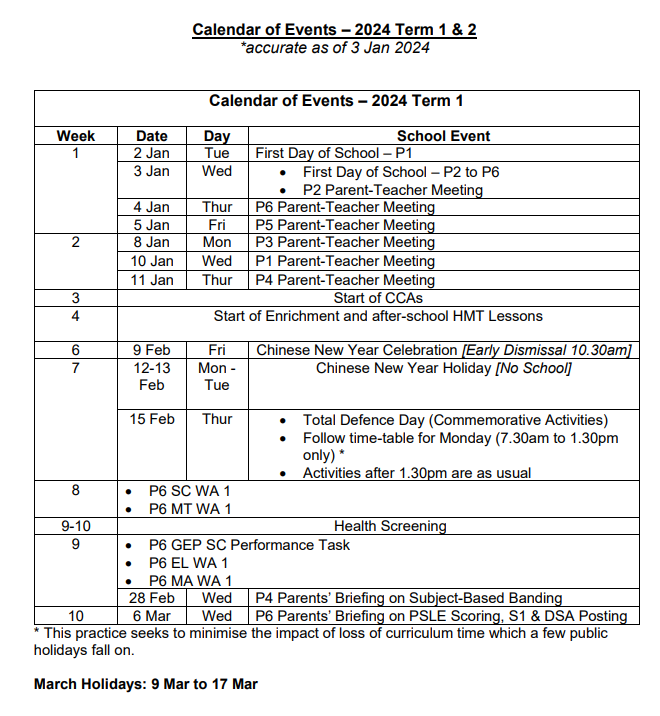 Calendar of Events – 2024 Term 1 & 2
*accurate as of 3 Jan 2024
Calendar of Events – 2024 Term 1
Week Date Day School Event
1 2 Jan Tue First Day of School – P1
3 Jan Wed • First Day of School – P2 to P6
• P2 Parent-Teacher Meeting
4 Jan Thur P6 Parent-Teacher Meeting
5 Jan Fri P5 Parent-Teacher Meeting
2 8 Jan Mon P3 Parent-Teacher Meeting
10 Jan Wed P1 Parent-Teacher Meeting
11 Jan Thur P4 Parent-Teacher Meeting
3 Start of CCAs
4 Start of Enrichment and after-school HMT Lessons
6 9 Feb Fri Chinese New Year Celebration [Early Dismissal 10.30am]
7 12-13 Mon - Chinese New Year Holiday [No School]
Feb Tue
15 Feb Thur • Total Defence Day (Commemorative Activities)
• Follow time-table for Monday (7.30am to 1.30pm
only) *
• Activities after 1.30pm are as usual
8 • P6 SC WA 1
• P6 MT WA 1
9-10 Health Screening
9 • P6 GEP SC Performance Task
• P6 EL WA 1
• P6 MA WA 1
28 Feb Wed P4 Parents’ Briefing on Subject-Based Banding
10 6 Mar Wed P6 Parents’ Briefing on PSLE Scoring, S1 & DSA Posting
* This practice seeks to minimise the impact of loss of curriculum time which a few public
holidays fall on.
March Holidays: 9 Mar to 17 Mar